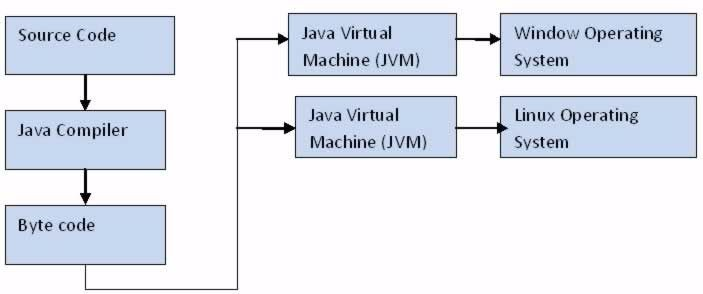 Source Code
Java Compiler
Byte code
Java Virtual
Machine (JVM)
Window Operating
System
Java Virtual
Machine (JVM)
Linux Operating
System